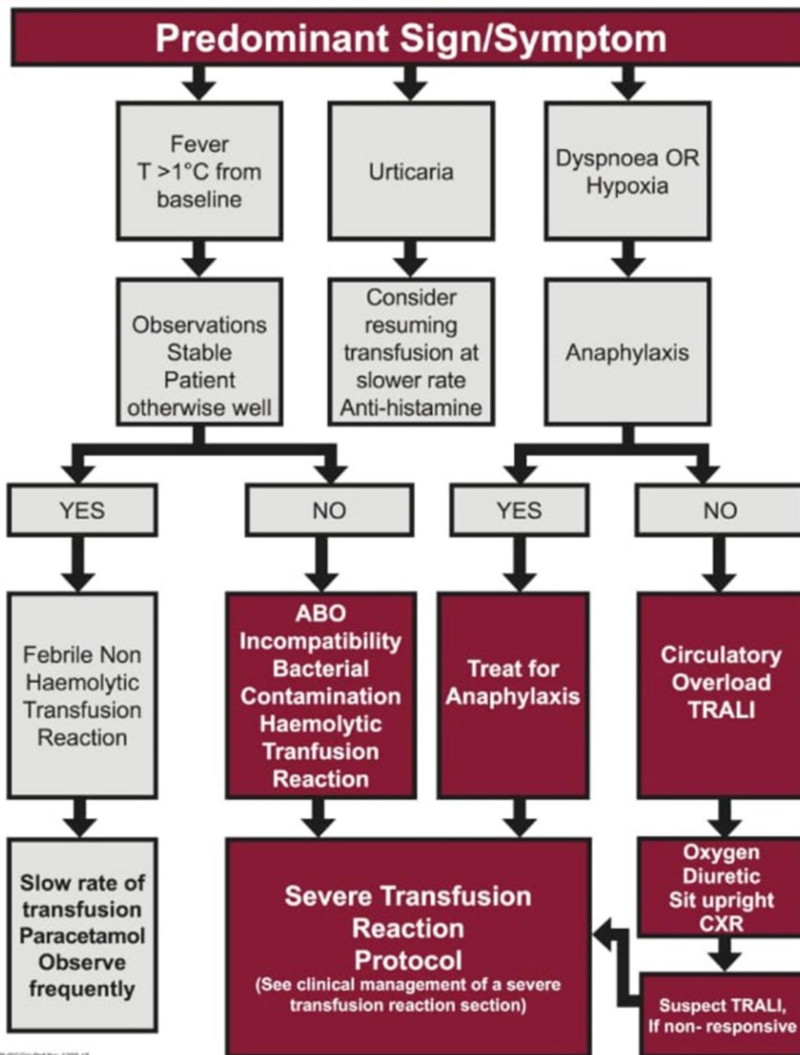 Predominant Sign/Symptom
Fever
T >1°C from
baseline
Urticaria
Dyspnoea OR
Hypoxia
Observations
Stable
Patient
otherwise well
Consider
resuming
transfusion at
slower rate
Anti-histamine
Anaphylaxis
YES
NO
YES
NO
Febrile Non
Haemolytic
Transfusion
Reaction
ABO
Incompatibility
Bacterial
Contamination
Haemolytic
Tranfusion
Reaction
Treat for
Anaphylaxis
Circulatory
Overload
TRALI
Slow rate of
transfusion
Paracetamol
Observe
frequently
Severe Transfusion
Reaction
Protocol
(See clinical management of a severe
transfusion reaction section)
Oxygen
Diuretic
Sit upright
CXR
Suspect TRALI,
If non- responsive